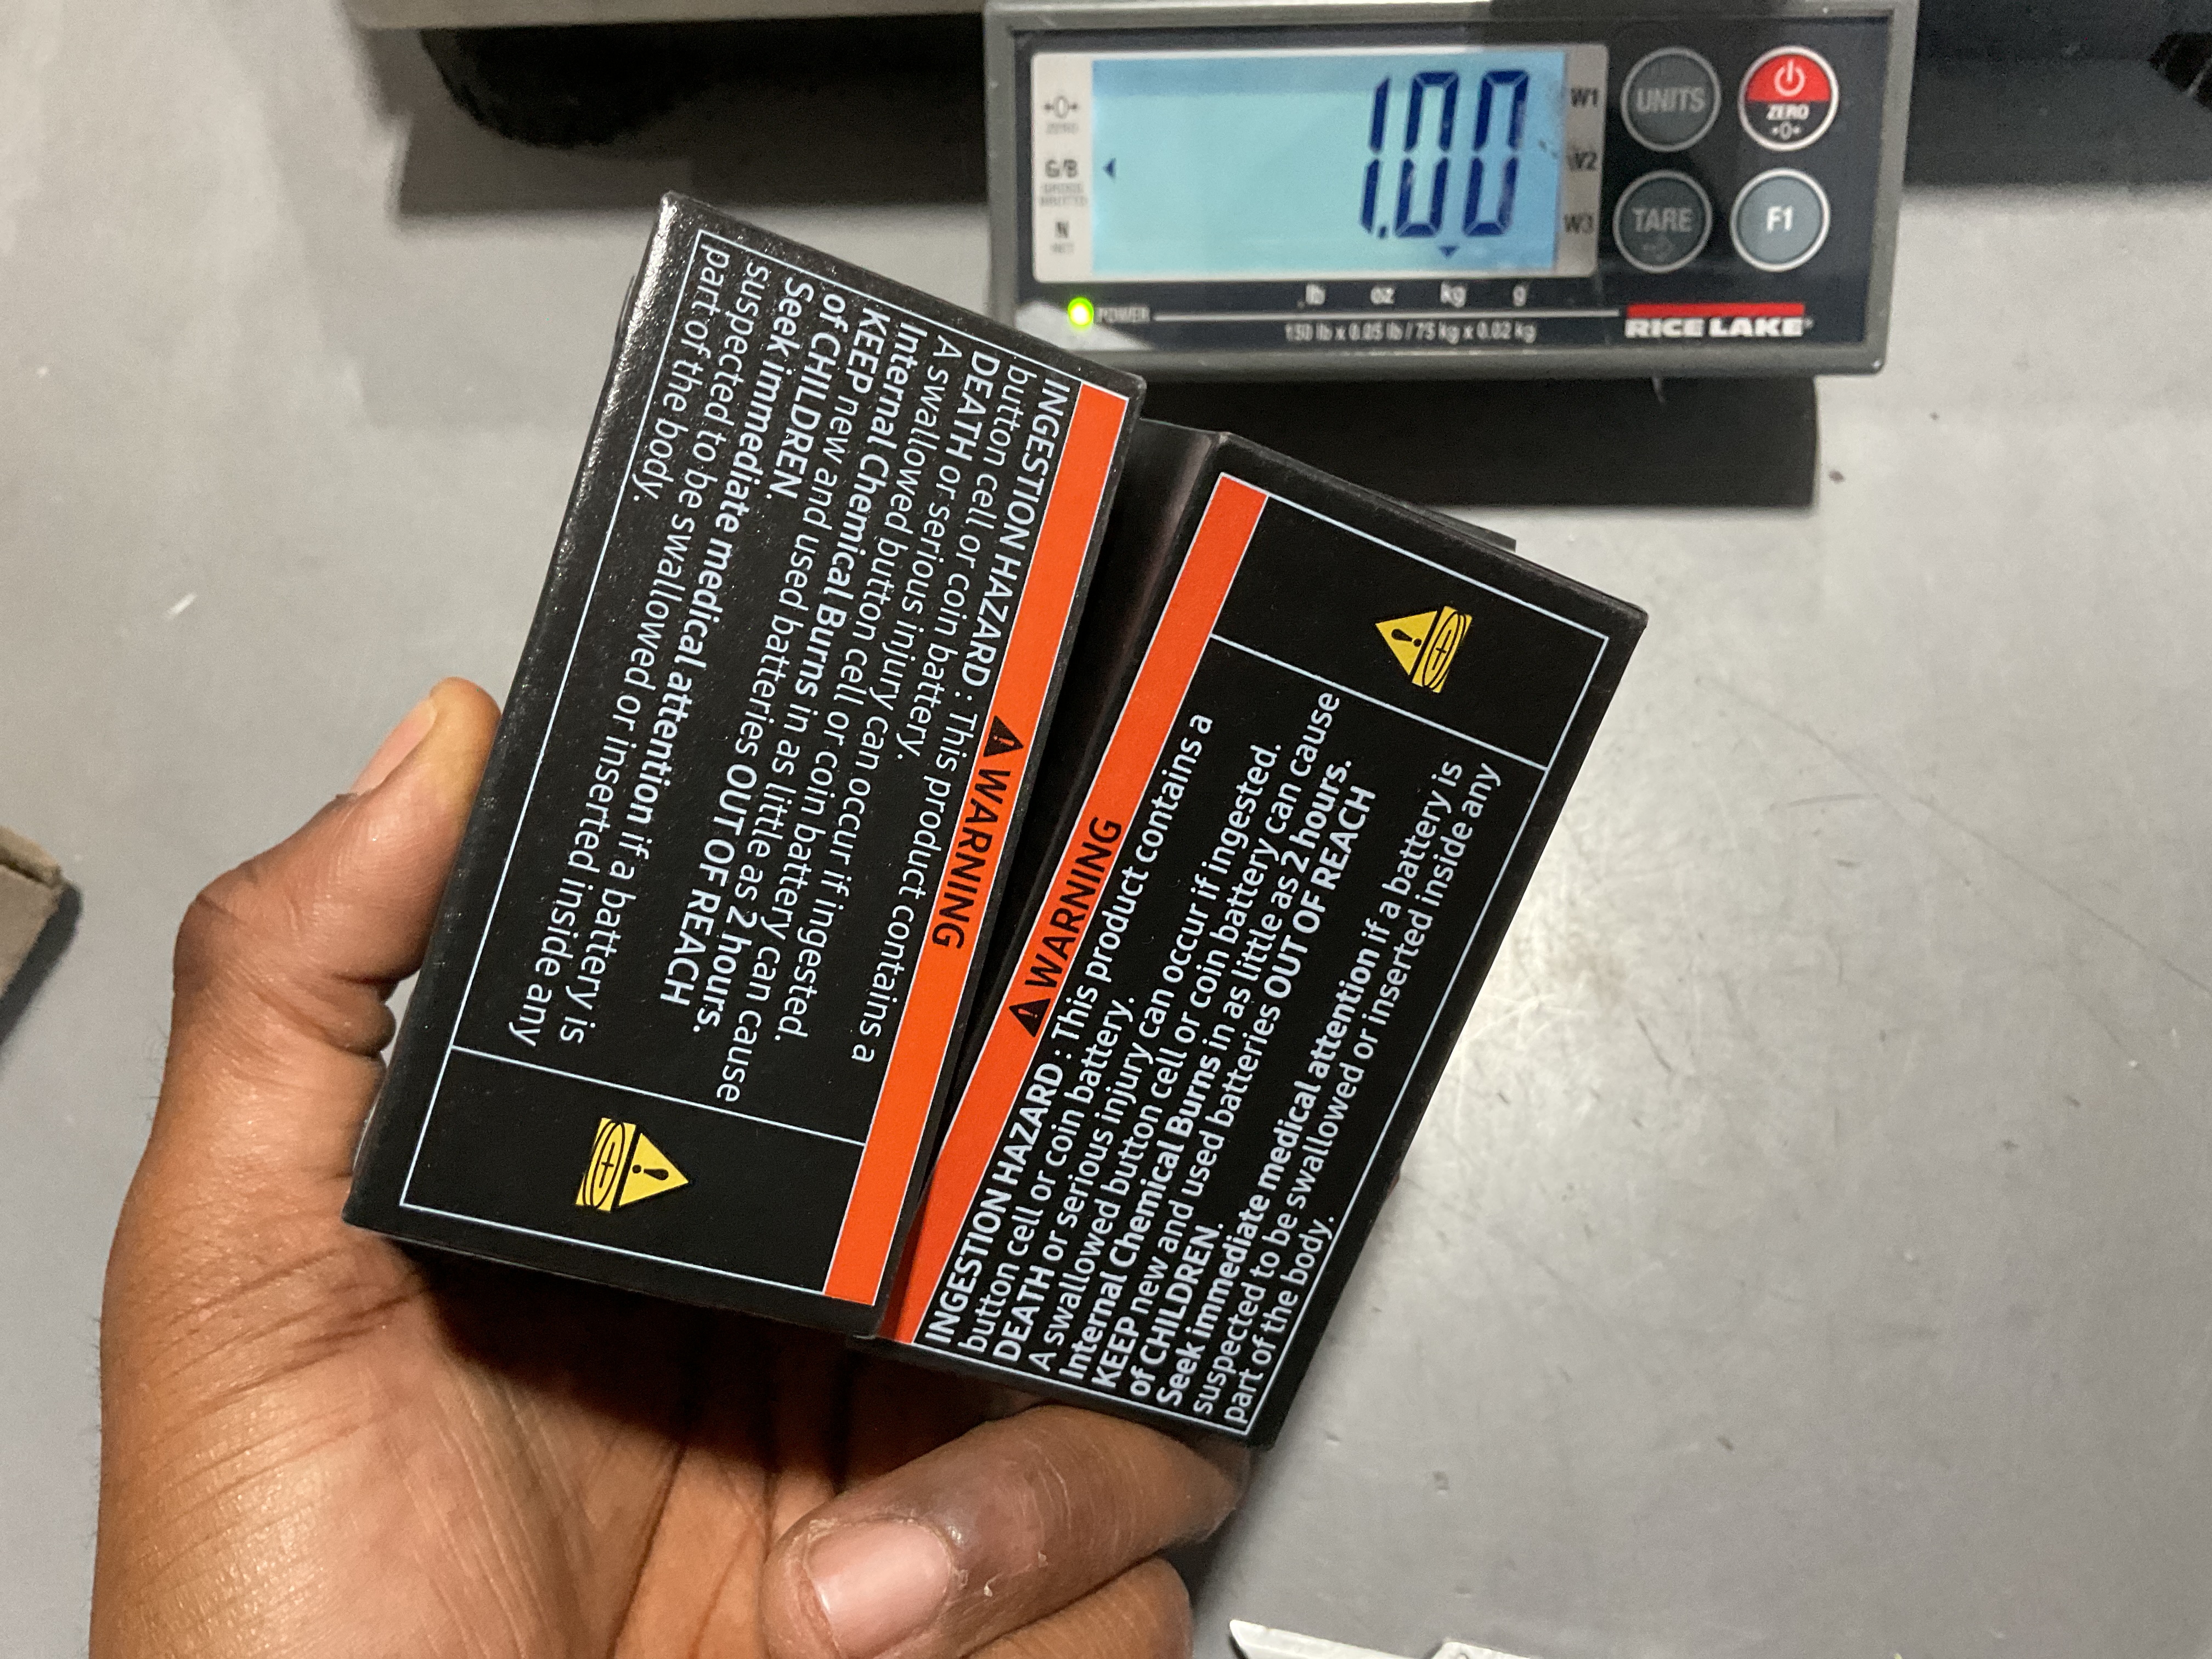 1.00
ZERO
G/B
GROSS
BRUTTO
N
NET
W1
W2
W3
UNITS
ZERO
TARE
F1
POWER
lb oz kg g
150 lb x 0.05 lb / 75 kg x 0.02 kg
RICE LAKE
WARNING
INGESTION HAZARD : This product contains a
button cell or coin battery.
DEATH or serious injury can occur if ingested.
A swallowed button cell or coin battery can cause
Internal Chemical Burns in as little as 2 hours.
KEEP new and used batteries OUT OF REACH
of CHILDREN.
Seek immediate medical attention if a battery is
suspected to be swallowed or inserted inside any
part of the body.
WARNING
INGESTION HAZARD : This product contains a
button cell or coin battery.
DEATH or serious injury can occur if ingested.
A swallowed button cell or coin battery can cause
Internal Chemical Burns in as little as 2 hours.
KEEP new and used batteries OUT OF REACH
of CHILDREN.
Seek immediate medical attention if a battery is
suspected to be swallowed or inserted inside any
part of the body.